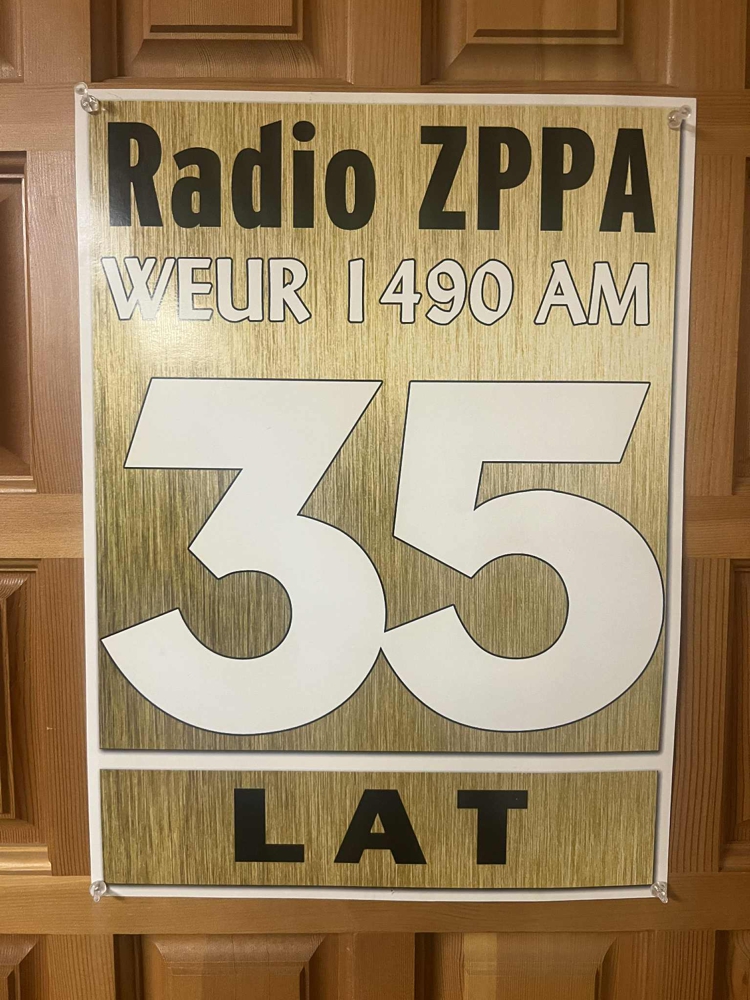 Radio ZPPA
WEUR 1490 AM
35
LAT